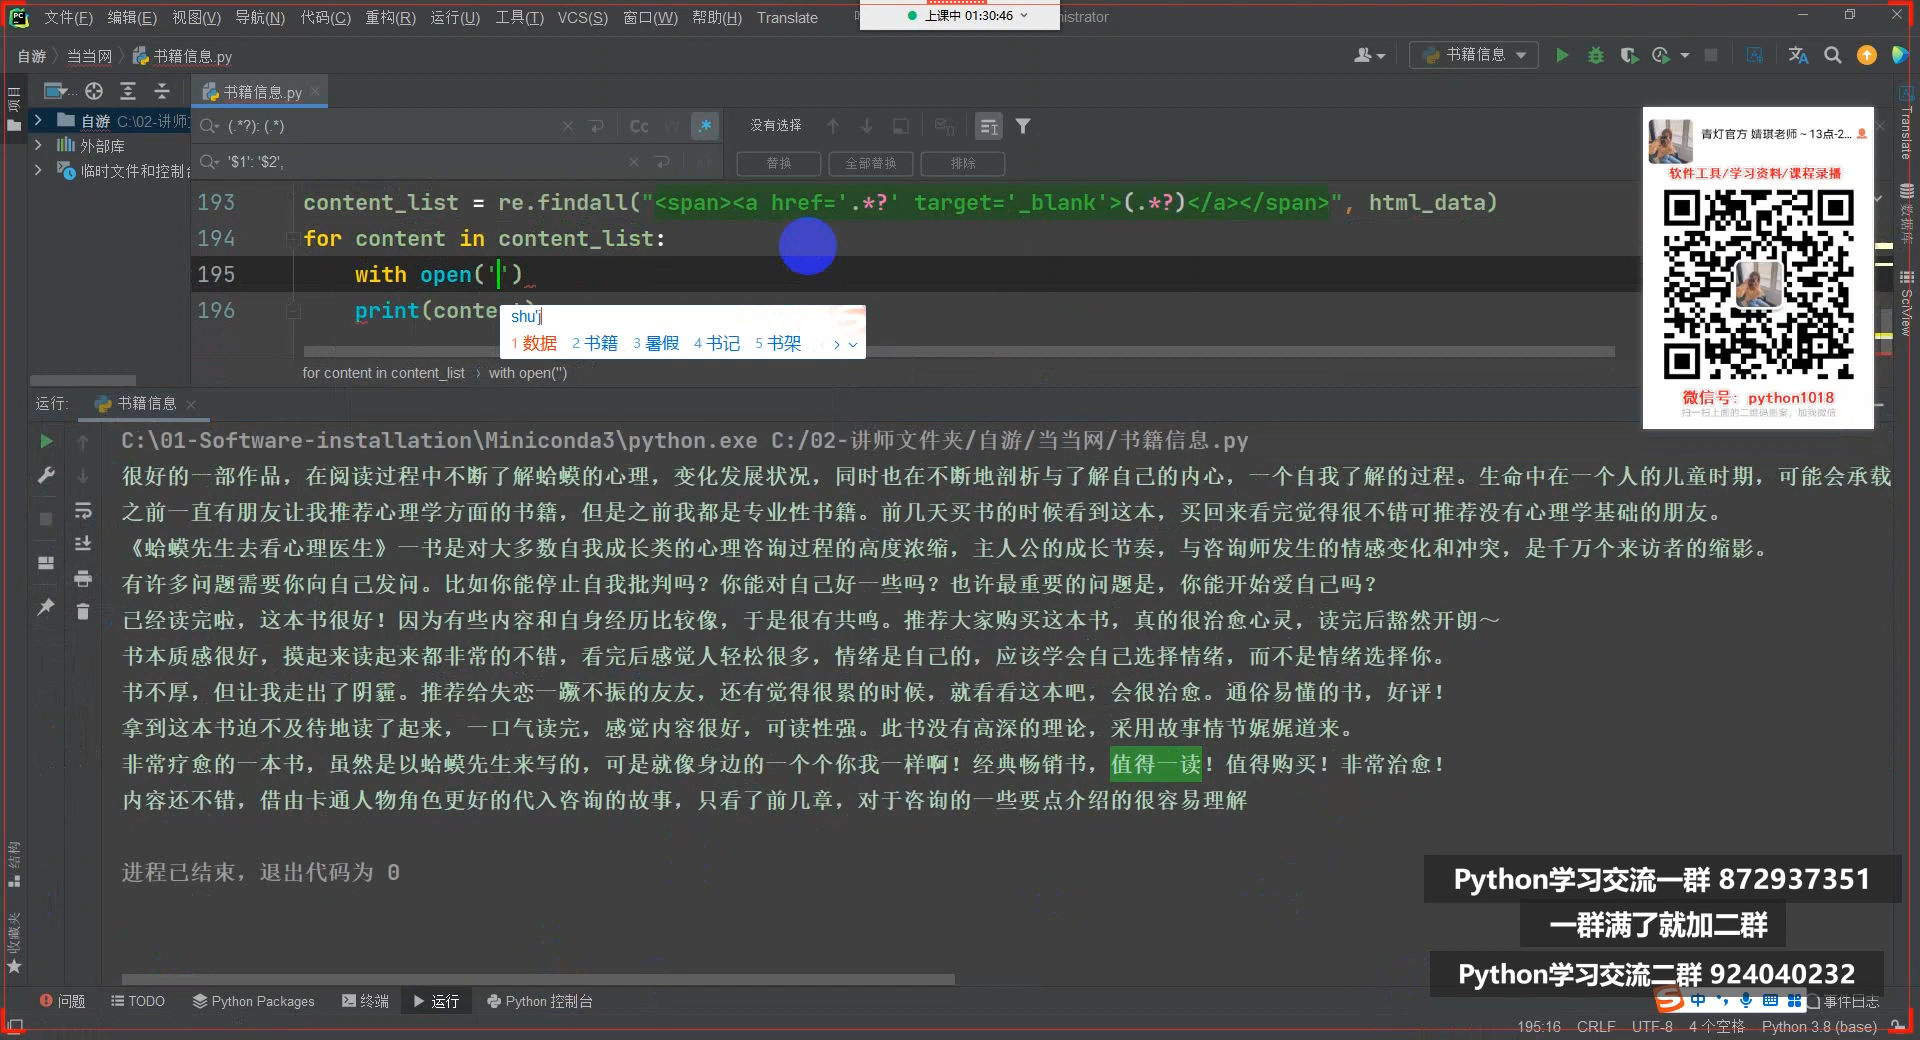 文件(F) 编辑(E) 视图(V) 导航(N) 代码(C) 重构(R) 运行(U) 工具(T) VCS(S) 窗口(W) 帮助(H) Translate
上课中 01:30:46
istrator
自游 当当网 书籍信息.py
书籍信息
项目
书籍信息.py
自游 C:\02-讲师文
外部库
临时文件和控制台
(.*?): (.*)
Cc W .*
没有选择
'$1': '$2',
替换 全部替换 排除
193 content_list = re.findall("<span><a href='.*?' target='_blank'>(.*?)</a></span>", html_data)
194 for content in content_list:
195 with open('')
196 print(conte
shu'j
1 数据 2 书籍 3 暑假 4 书记 5 书架
for content in content_list › with open('')
青灯官方 婧琪老师 ~ 13点-2...
软件工具/学习资料/课程录播
微信号: python1018
扫一扫上面的二维码图案，加我微信
Translate
数据库
SciView
运行: 书籍信息
C:\01-Software-installation\Miniconda3\python.exe C:/02-讲师文件夹/自游/当当网/书籍信息.py
很好的一部作品，在阅读过程中不断了解蛤蟆的心理，变化发展状况，同时也在不断地剖析与了解自己的内心，一个自我了解的过程。生命中在一个人的儿童时期，可能会承载
之前一直有朋友让我推荐心理学方面的书籍，但是之前我都是专业性书籍。前几天买书的时候看到这本，买回来看完觉得很不错可推荐没有心理学基础的朋友。
《蛤蟆先生去看心理医生》一书是对大多数自我成长类的心理咨询过程的高度浓缩，主人公的成长节奏，与咨询师发生的情感变化和冲突，是千万个来访者的缩影。
有许多问题需要你向自己发问。比如你能停止自我批判吗？你能对自己好一些吗？也许最重要的问题是，你能开始爱自己吗？
已经读完啦，这本书很好！因为有些内容和自身经历比较像，于是很有共鸣。推荐大家购买这本书，真的很治愈心灵，读完后豁然开朗～
书本质感很好，摸起来读起来都非常的不错，看完后感觉人轻松很多，情绪是自己的，应该学会自己选择情绪，而不是情绪选择你。
书不厚，但让我走出了阴霾。推荐给失恋一蹶不振的友友，还有觉得很累的时候，就看看这本吧，会很治愈。通俗易懂的书，好评！
拿到这本书迫不及待地读了起来，一口气读完，感觉内容很好，可读性强。此书没有高深的理论，采用故事情节娓娓道来。
非常疗愈的一本书，虽然是以蛤蟆先生来写的，可是就像身边的一个个你我一样啊！经典畅销书，值得一读！值得购买！非常治愈！
内容还不错，借由卡通人物角色更好的代入咨询的故事，只看了前几章，对于咨询的一些要点介绍的很容易理解
进程已结束，退出代码为 0
结构
收藏夹
Python学习交流一群 872937351
一群满了就加二群
Python学习交流二群 924040232
问题 TODO Python Packages 终端 运行 Python 控制台
中
事件日志
195:16 CRLF UTF-8 4 个空格 Python 3.8 (base)